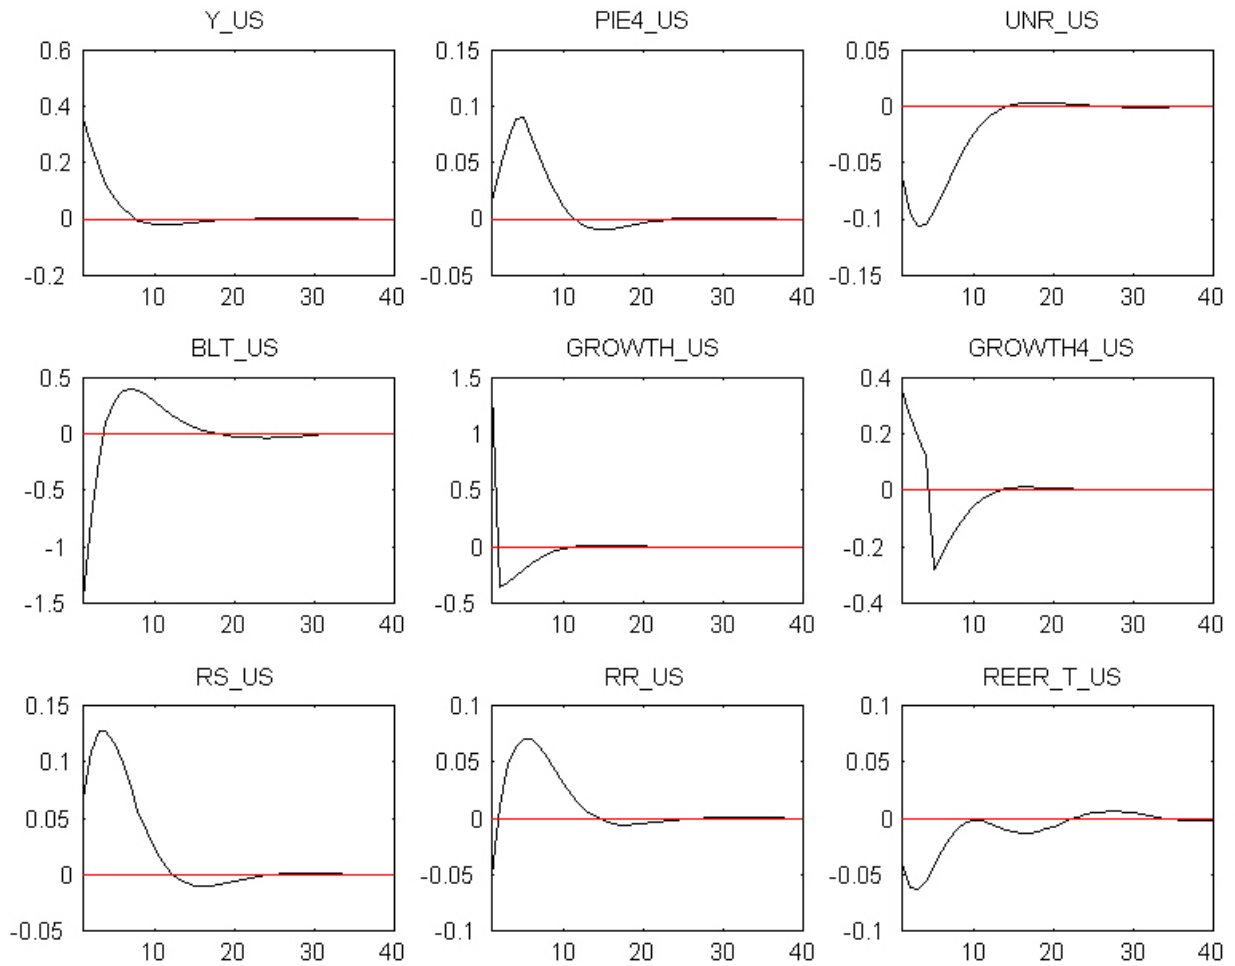 Y_US PIE4_US UNR_US
0.6 0.15 0.05
0.4 0.1 0
0.2 0.05 -0.05
0 0 -0.1
-0.2 -0.05 -0.15
10 20 30 40 10 20 30 40 10 20 30 40
BLT_US GROWTH_US GROWTH4_US
0.5 1.5 0.4
0 1 0.2
-0.5 0.5 0
-1 0 -0.2
-1.5 -0.5 -0.4
10 20 30 40 10 20 30 40 10 20 30 40
RS_US RR_US REER_T_US
0.15 0.1 0.1
0.1 0.05 0.05
0.05 0 0
0 -0.05 -0.05
-0.05 -0.1 -0.1
10 20 30 40 10 20 30 40 10 20 30 40